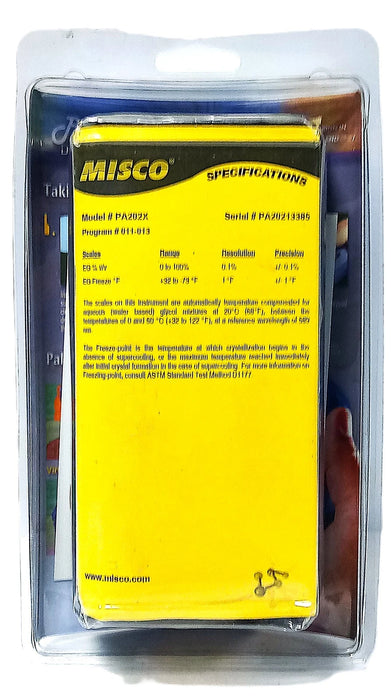 MISCO®
SPECIFICATIONS
Model # PA202X Serial # PA20213385
Program # 011-013
Scales Range Resolution Precision
EG % V/V 0 to 100% 0.1% +/- 0.1%
EG Freeze °F +32 to -79 °F 1 °F +/- 1 °F
The scales on this instrument are automatically temperature compensated for
aqueous (water based) glycol mixtures at 20°C (68°F), between the
temperatures of 0 and 50 °C (+32 to 122 °F), at a reference wavelength of 589
nm.
The Freeze-point is the temperature at which crystallization begins in the
absence of supercooling, or the maximum temperature reached immediately
after initial crystal formation in the case of supercooling. For more information on
Freezing-point, consult ASTM Standard Test Method D1177.
www.misco.com
Taki